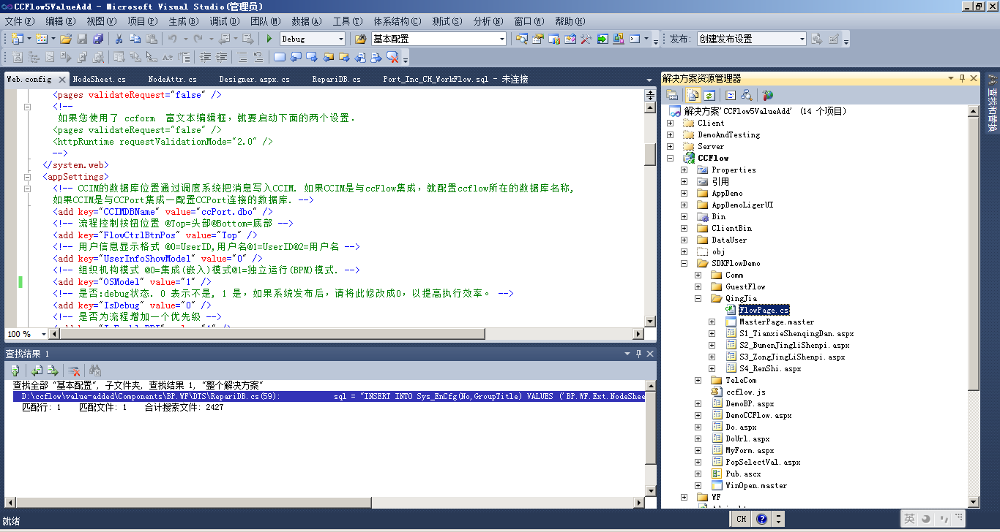 CCFlow5ValueAdd - Microsoft Visual Studio(管理员)
文件(F) 编辑(E) 视图(V) 项目(P) 生成(B) 调试(D) 团队(M) 数据(A) 工具(T) 体系结构(C) 测试(S) 分析(N) 窗口(W) 帮助(H)
Debug 基本配置 发布: 创建发布设置
Web.config NodeSheet.cs NodeAttr.cs Designer.aspx.cs RepariDB.cs Port_Inc_CH_WorkFlow.sql - 未连接
<pages validateRequest="false" />
<!--
如果您使用了 ccform 富文本编辑框，就要启动下面的两个设置.
<pages validateRequest="false" />
<httpRuntime requestValidationMode="2.0" />
-->
</system.web>
<appSettings>
<!-- CCIM的数据库位置通过调度系统把消息写入CCIM. 如果CCIM是与ccFlow集成，就配置ccflow所在的数据库名称,
如果CCIM是与CCPort集成一配置CCPort连接的数据库. -->
<add key="CCIMDBName" value="ccPort.dbo" />
<!-- 流程控制按钮位置 @Top=头部@Bottom=底部 -->
<add key="FlowCtrlBtnPos" value="Top" />
<!-- 用户信息显示格式 @0=UserID,用户名@1=UserID@2=用户名 -->
<add key="UserInfoShowModel" value="0" />
<!-- 组织机构模式 @0=集成(嵌入)模式@1=独立运行(BPM)模式. -->
<add key="OSModel" value="1" />
<!-- 是否:debug状态. 0 表示不是, 1 是，如果系统发布后，请将此修改成0，以提高执行效率。 -->
<add key="IsDebug" value="0" />
<!-- 是否为流程增加一个优先级 -->
100 %
查找结果 1
查找全部 "基本配置", 子文件夹, 查找结果 1, "整个解决方案"
D:\ccflow\value-added\Components\BP.WF\DTS\RepariDB.cs(59): sql = "INSERT INTO Sys_EnCfg(No,GroupTitle) VALUES ('BP.WF.Ext.NodeShee
匹配行: 1 匹配文件: 1 合计搜索文件: 2427
解决方案资源管理器
解决方案'CCFlow5ValueAdd' (14 个项目)
Client
DemoAndTesting
Server
CCFlow
Properties
引用
AppDemo
AppDemoLigerUI
Bin
ClientBin
DataUser
obj
SDKFlowDemo
Comm
GuestFlow
QingJia
FlowPage.cs
MasterPage.master
S1_TianxieShenqingDan.aspx
S2_BumenJingLiShenpi.aspx
S3_ZongJingLiShenpi.aspx
S4_RenShi.aspx
TeleCom
ccflow.js
DemoBP.aspx
DemoCCFlow.aspx
Do.aspx
DoUrl.aspx
MyForm.aspx
PopSelectVal.aspx
Pub.ascx
WinOpen.master
WF
查找和替换
就绪
CH
英